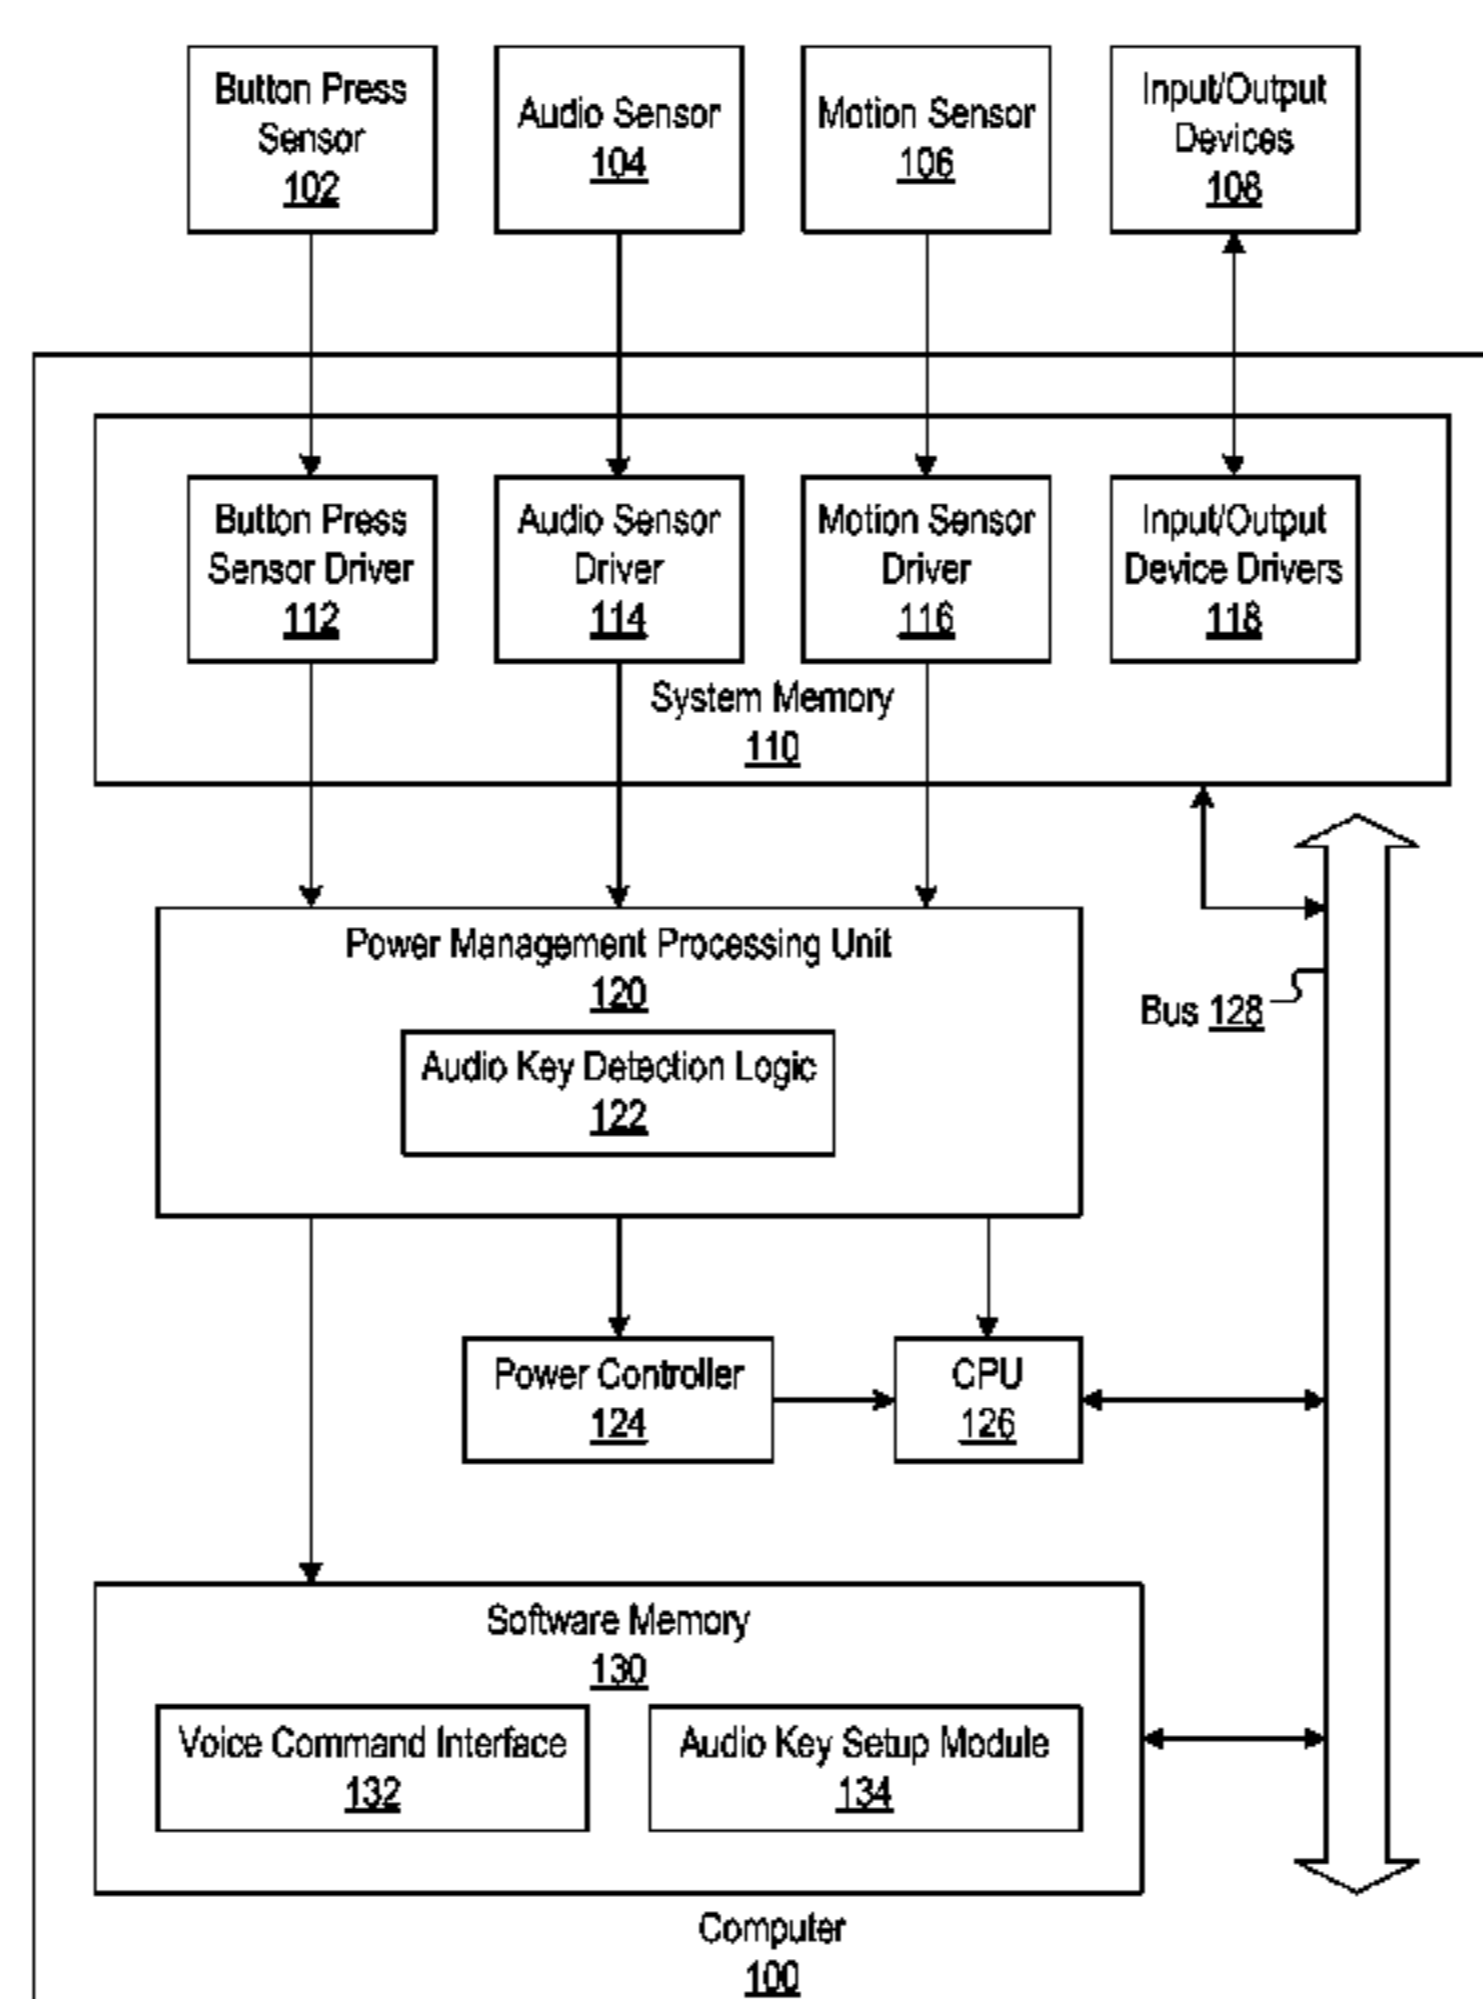 Button Press
Sensor
102
Audio Sensor
104
Motion Sensor
106
Input/Output
Devices
108
Button Press
Sensor Driver
112
Audio Sensor
Driver
114
Motion Sensor
Driver
116
Input/Output
Device Drivers
118
System Memory
110
Power Management Processing Unit
120
Audio Key Detection Logic
122
Bus 128
Power Controller
124
CPU
126
Software Memory
130
Voice Command Interface
132
Audio Key Setup Module
134
Computer
100